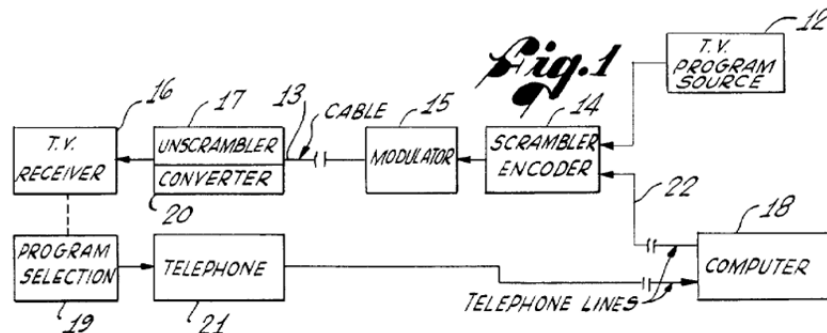 12
T.V.
PROGRAM
SOURCE
Fig.1
16
T.V.
RECEIVER
17
UNSCRAMBLER
CONVERTER
20
13
CABLE
15
MODULATOR
14
SCRAMBLER
ENCODER
22
18
COMPUTER
PROGRAM
SELECTION
19
TELEPHONE
21
TELEPHONE LINES